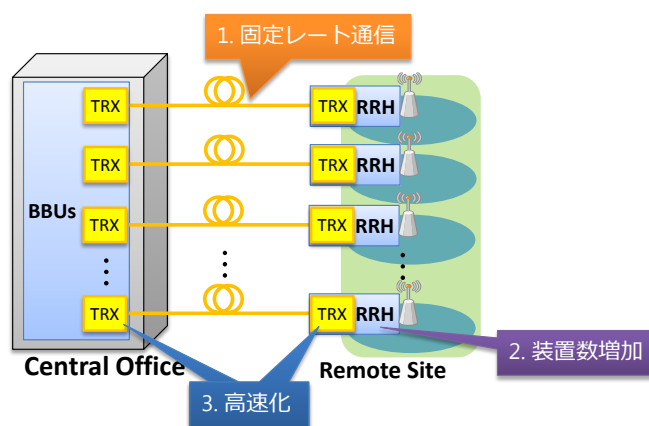 1. 固定レート通信
TRX
TRX RRH
TRX
TRX RRH
BBUs
TRX
TRX RRH
TRX
TRX RRH
2. 装置数増加
Central Office
Remote Site
3. 高速化